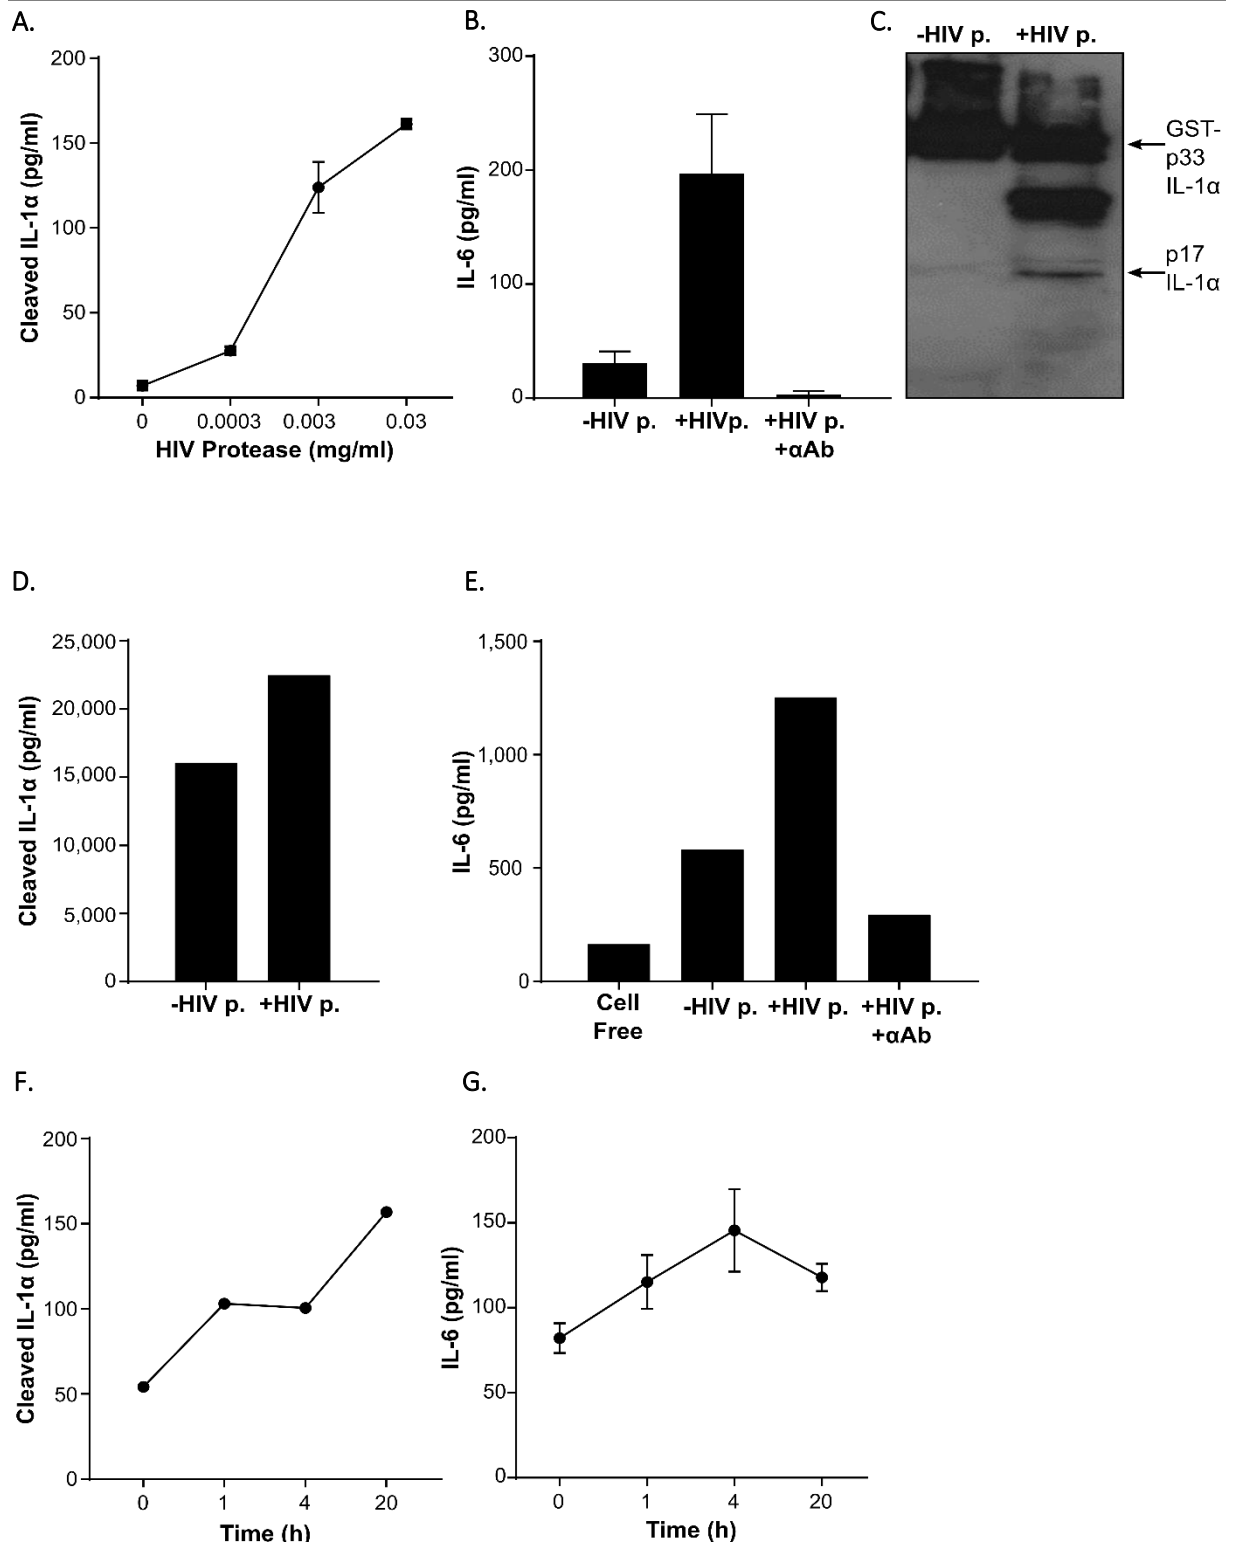 A.
200
150
100
50
0
Cleaved IL-1α (pg/ml)
0 0.0003 0.003 0.03
HIV Protease (mg/ml)
B.
300
200
100
0
IL-6 (pg/ml)
-HIV p. +HIVp. +HIV p.
+αAb
C.
-HIV p. +HIV p.
GST-
p33
IL-1α
p17
IL-1α
D.
25,000
20,000
15,000
10,000
5,000
0
Cleaved IL-1α (pg/ml)
-HIV p. +HIV p.
E.
1,500
1,000
500
0
IL-6 (pg/ml)
Cell -HIV p. +HIV p. +HIV p.
Free +αAb
F.
200
150
100
50
0
Cleaved IL-1α (pg/ml)
0 1 4 20
Time (h)
G.
200
150
100
50
0
IL-6 (pg/ml)
0 1 4 20
Time (h)